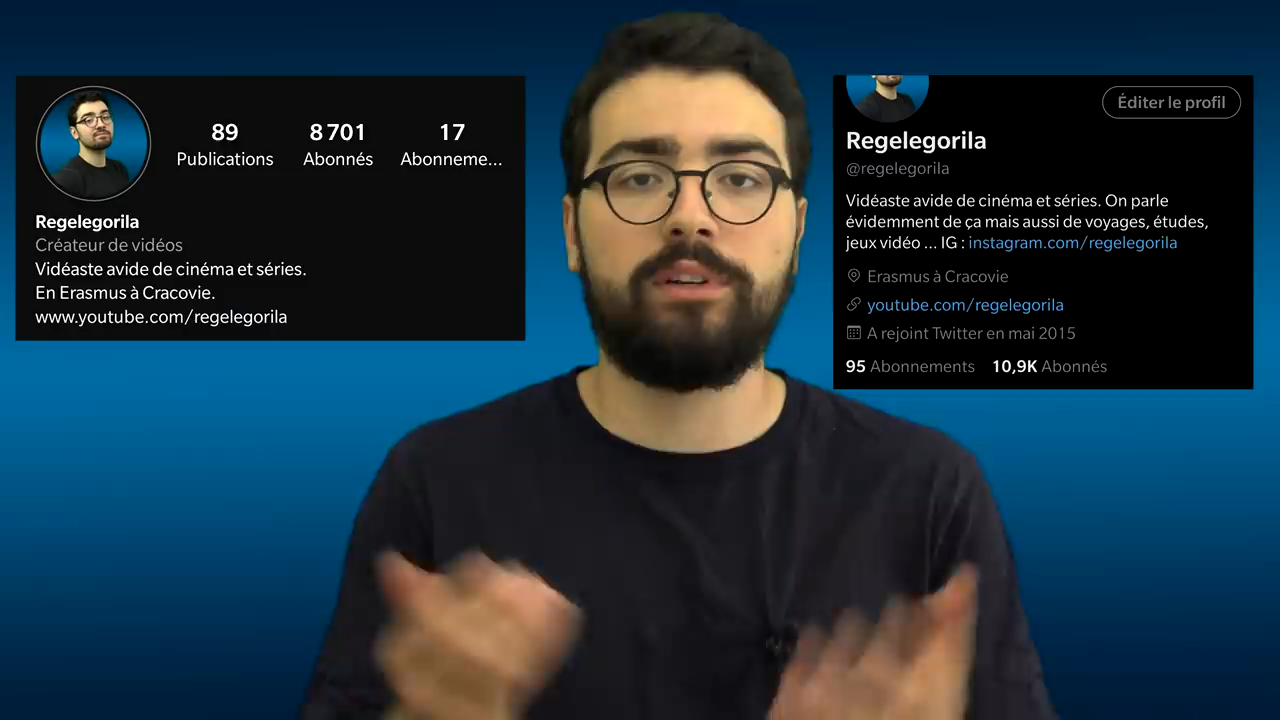 89
8 701
17
Publications
Abonnés
Abonneme...
Regelegorila
Créateur de vidéos
Vidéaste avide de cinéma et séries.
En Erasmus à Cracovie.
www.youtube.com/regelegorila
Éditer le profil
Regelegorila
@regelegorila
Vidéaste avide de cinéma et séries. On parle
évidemment de ça mais aussi de voyages, études,
jeux vidéo ... IG : instagram.com/regelegorila
Erasmus à Cracovie
youtube.com/regelegorila
A rejoint Twitter en mai 2015
95 Abonnements 10,9K Abonnés